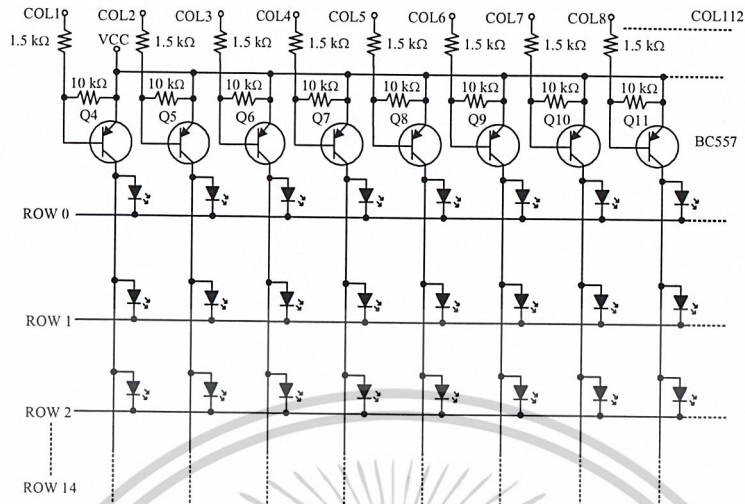 COL1 COL2 COL3 COL4 COL5 COL6 COL7 COL8 COL112
1.5 kΩ VCC 1.5 kΩ 1.5 kΩ 1.5 kΩ 1.5 kΩ 1.5 kΩ 1.5 kΩ 1.5 kΩ
10 kΩ 10 kΩ 10 kΩ 10 kΩ 10 kΩ 10 kΩ 10 kΩ 10 kΩ
Q4 Q5 Q6 Q7 Q8 Q9 Q10 Q11
BC557
ROW 0
ROW 1
ROW 2
ROW 14